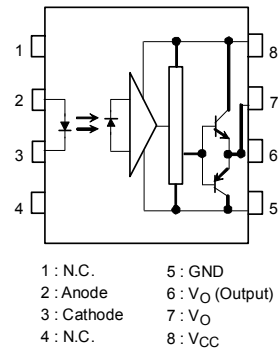 1
2
3
4
8
7
6
5
1 : N.C.
2 : Anode
3 : Cathode
4 : N.C.
5 : GND
6 : VO (Output)
7 : VO
8 : VCC